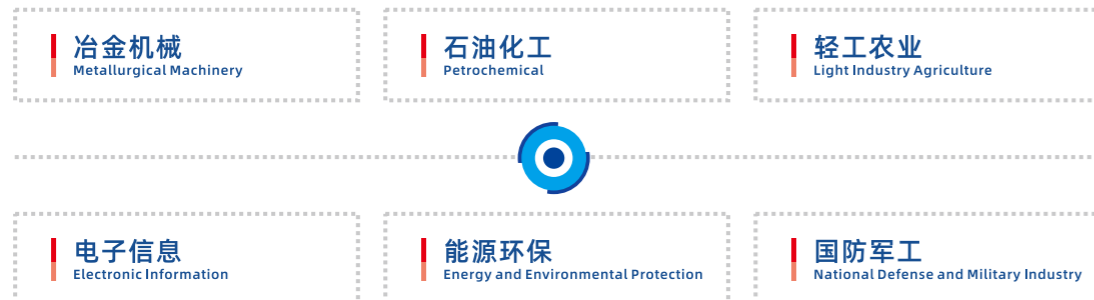 冶金机械
Metallurgical Machinery
石油化工
Petrochemical
轻工农业
Light Industry Agriculture
电子信息
Electronic Information
能源环保
Energy and Environmental Protection
国防军工
National Defense and Military Industry